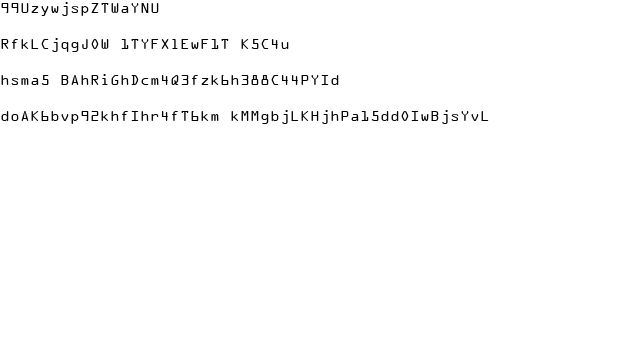 99UzywjspZTWaYNU
RfkLCjqgJ0W 1TYFX1EwF1T K5C4u
hsma5 BAhRiGhDcm4Q3fzk6h388C44PYId
doAK6bvp92khfIhr4fT6km kMMgbjLKHjhPa15dd0IwBjsYvL